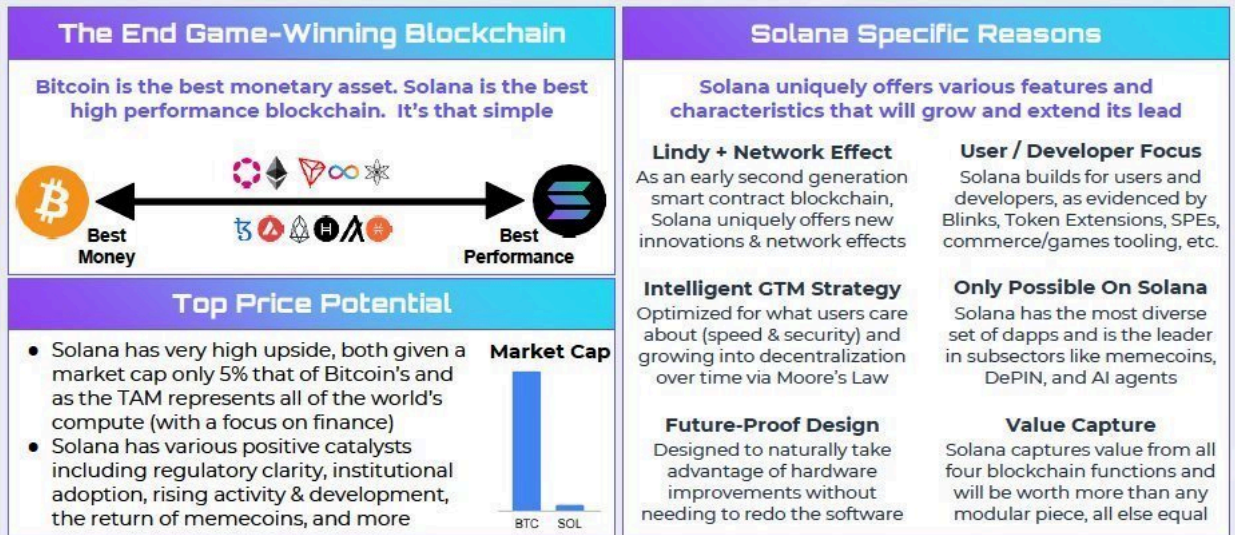 The End Game-Winning Blockchain
Bitcoin is the best monetary asset. Solana is the best
high performance blockchain. It's that simple
Best
Money
Best
Performance
Top Price Potential
● Solana has very high upside, both given a
market cap only 5% that of Bitcoin's and
as the TAM represents all of the world's
compute (with a focus on finance)
● Solana has various positive catalysts
including regulatory clarity, institutional
adoption, rising activity & development,
the return of memecoins, and more
Market Cap
BTC SOL
Solana Specific Reasons
Solana uniquely offers various features and
characteristics that will grow and extend its lead
Lindy + Network Effect
As an early second generation
smart contract blockchain,
Solana uniquely offers new
innovations & network effects
User / Developer Focus
Solana builds for users and
developers, as evidenced by
Blinks, Token Extensions, SPEs,
commerce/games tooling, etc.
Intelligent GTM Strategy
Optimized for what users care
about (speed & security) and
growing into decentralization
over time via Moore's Law
Only Possible On Solana
Solana has the most diverse
set of dapps and is the leader
in subsectors like memecoins,
DePIN, and AI agents
Future-Proof Design
Designed to naturally take
advantage of hardware
improvements without
needing to redo the software
Value Capture
Solana captures value from all
four blockchain functions and
will be worth more than any
modular piece, all else equal